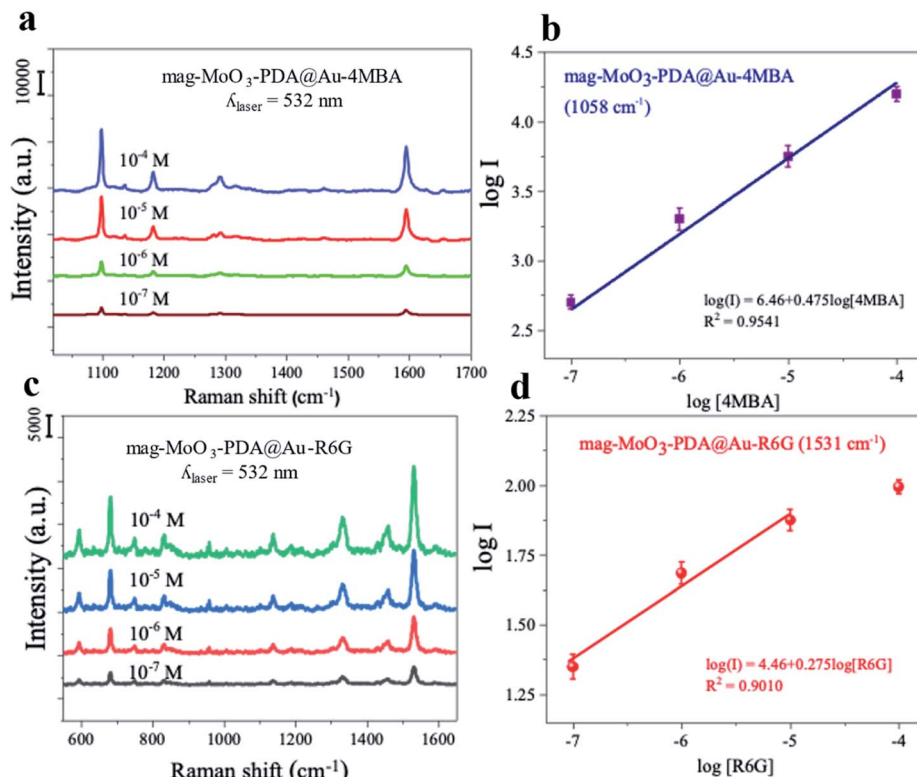 a
10000
mag-MoO₃-PDA@Au-4MBA
ʎlaser = 532 nm
10⁻⁴ M
10⁻⁵ M
10⁻⁶ M
10⁻⁷ M
Intensity (a.u.)
1100 1200 1300 1400 1500 1600 1700
Raman shift (cm⁻¹)
b
mag-MoO₃-PDA@Au-4MBA
(1058 cm⁻¹)
log I
4.5
4.0
3.5
3.0
2.5
log(I) = 6.46+0.475log[4MBA]
R² = 0.9541
-7 -6 -5 -4
log [4MBA]
c
5000
mag-MoO₃-PDA@Au-R6G
ʎlaser = 532 nm
10⁻⁴ M
10⁻⁵ M
10⁻⁶ M
10⁻⁷ M
Intensity (a.u.)
600 800 1000 1200 1400 1600
Raman shift (cm⁻¹)
d
mag-MoO₃-PDA@Au-R6G (1531 cm⁻¹)
log I
2.25
2.00
1.75
1.50
1.25
log(I) = 4.46+0.275log[R6G]
R² = 0.9010
-7 -6 -5 -4
log [R6G]